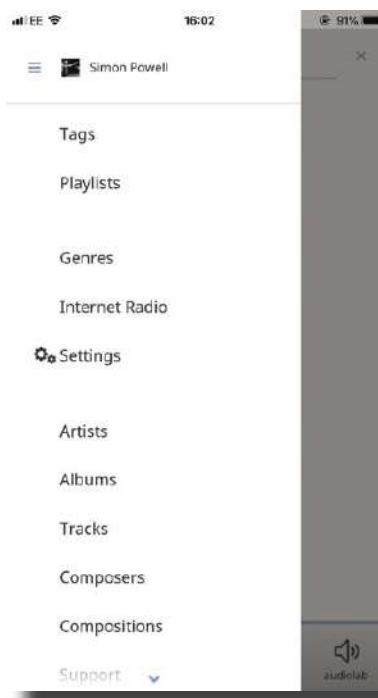 EE 16:02 91%
Simon Powell
Tags
Playlists
Genres
Internet Radio
Settings
Artists
Albums
Tracks
Composers
Compositions
Support
audiolab